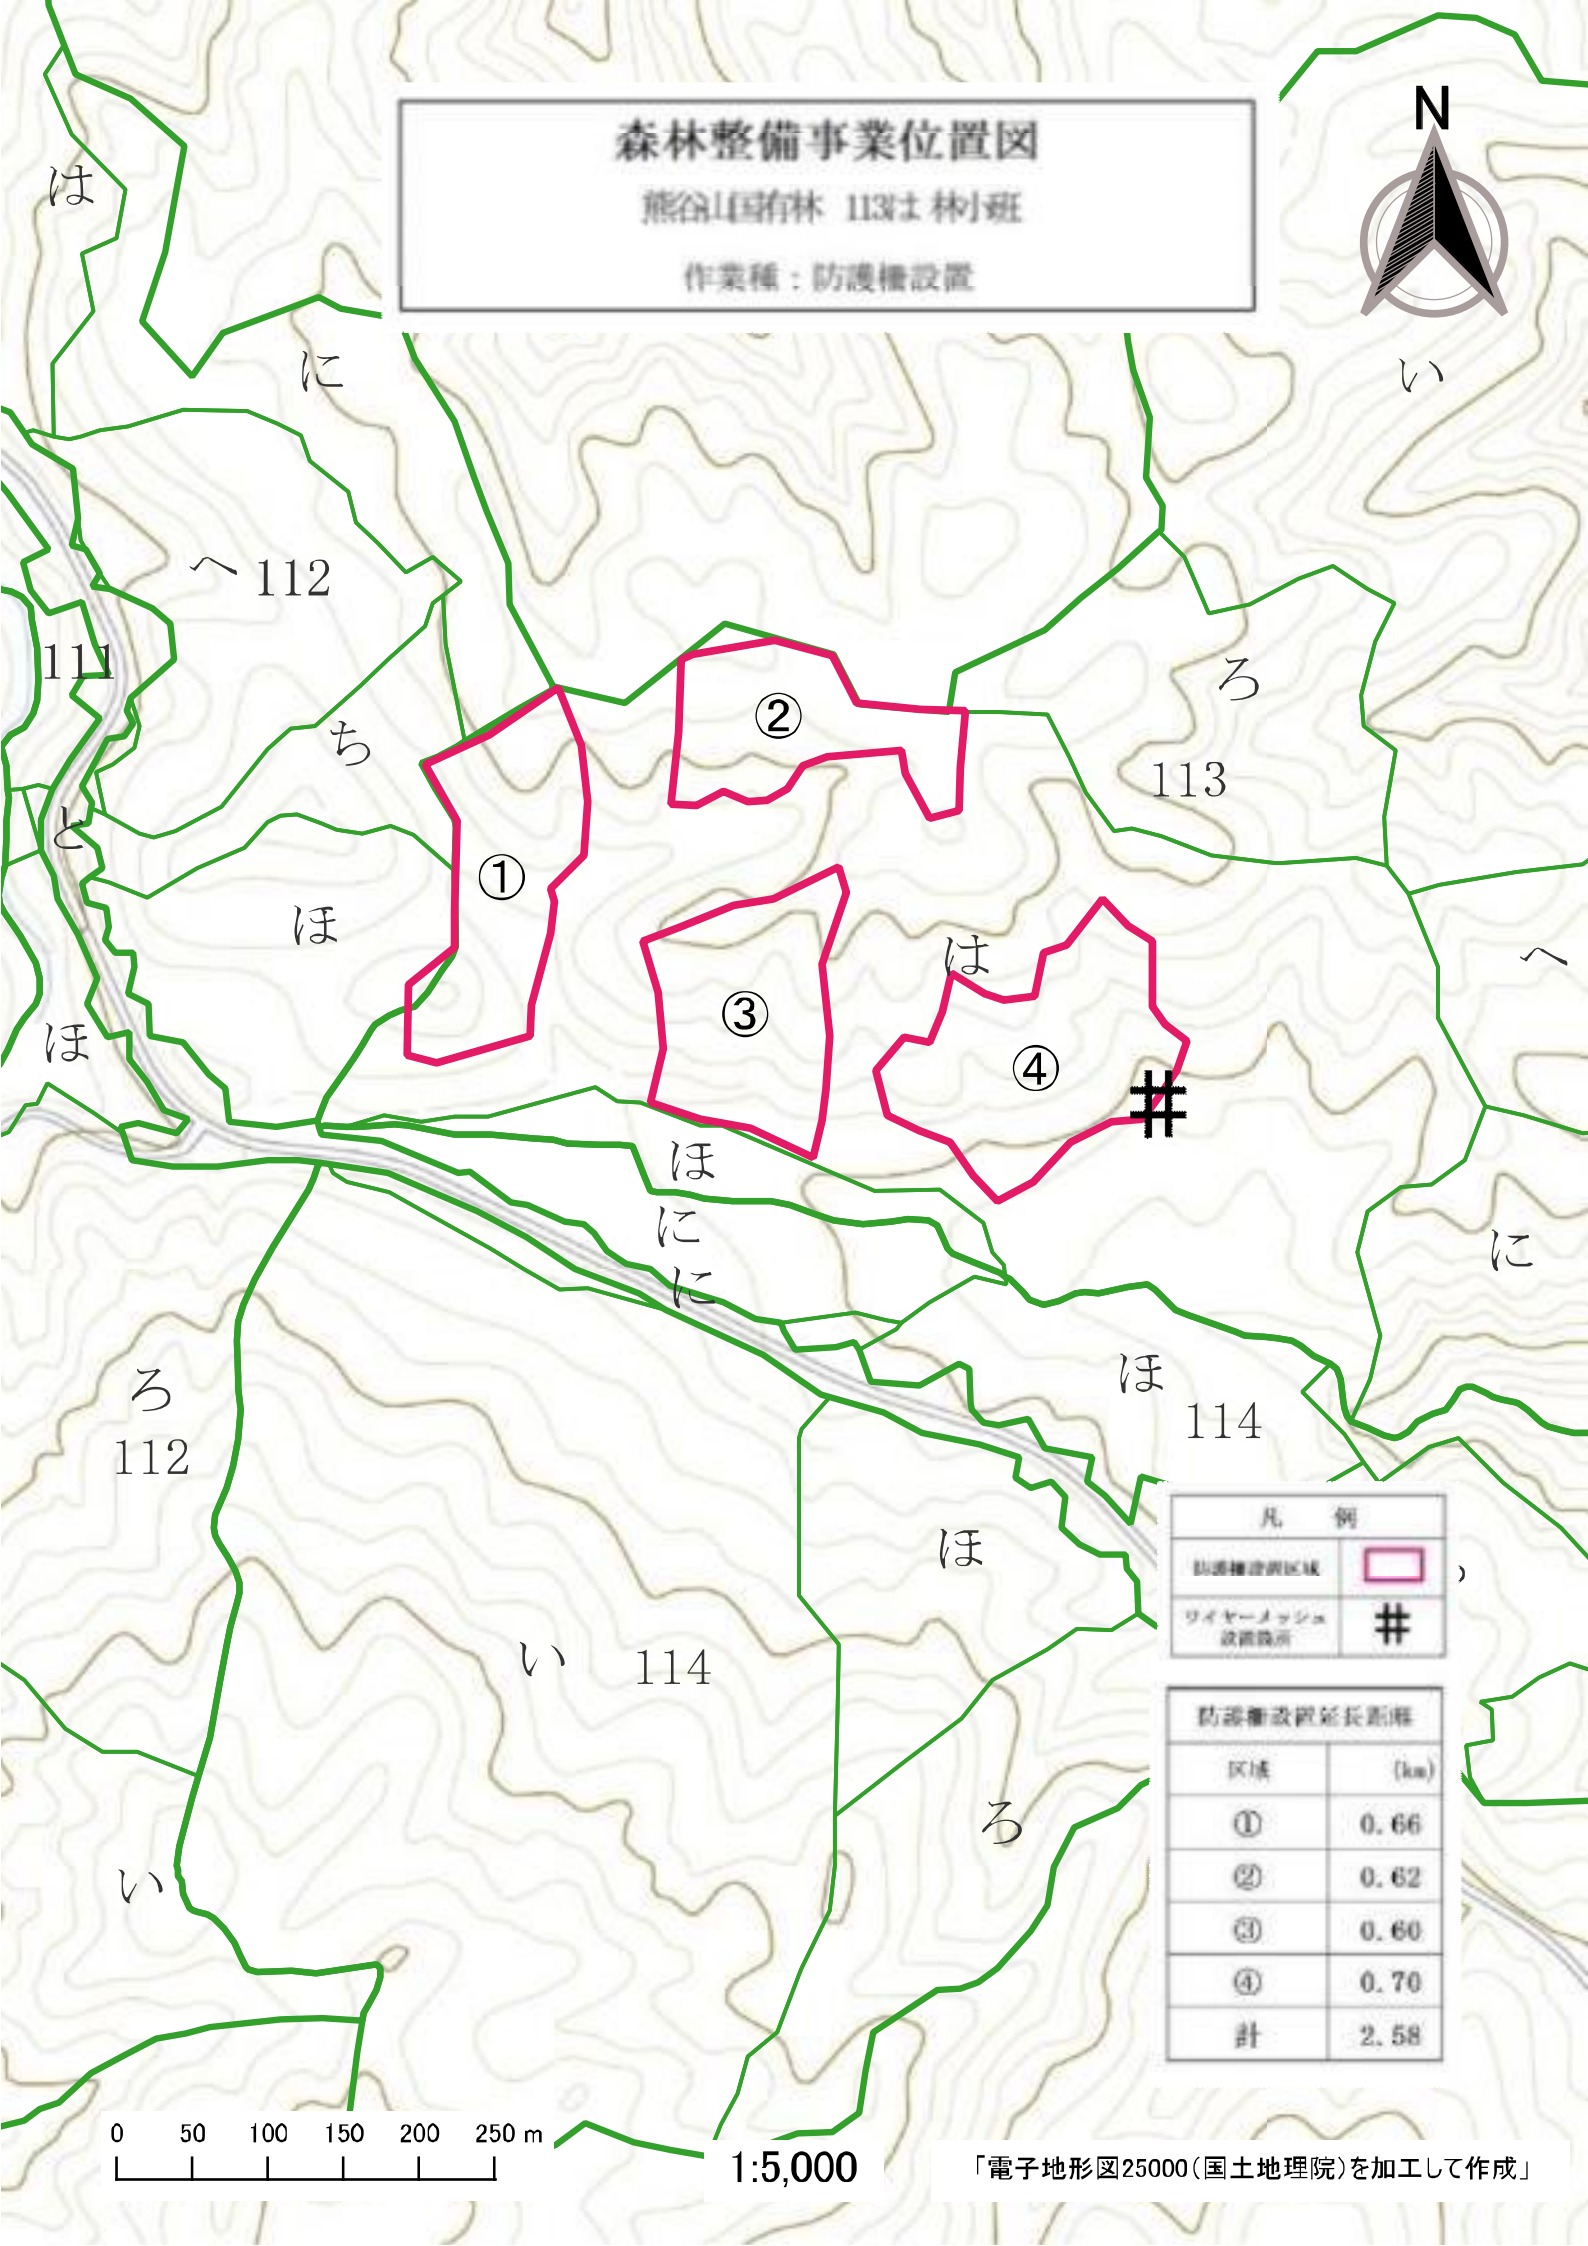 森林整備事業位置図
熊谷山国有林 113は 林小班
作業種：防護柵設置
N
は
に
い
へ 112
111
ち
②
ろ
113
と
①
ほ
は
へ
③
ほ
④
ほ
に
に
に
ろ
112
ほ
114
ほ
い 114
い
ろ
凡 例
防護柵設置区域
ワイヤーメッシュ
設置箇所
防護柵設置延長距離
区域 (km)
① 0.66
② 0.62
③ 0.60
④ 0.70
計 2.58
0 50 100 150 200 250 m
1:5,000
「電子地形図25000（国土地理院）を加工して作成」